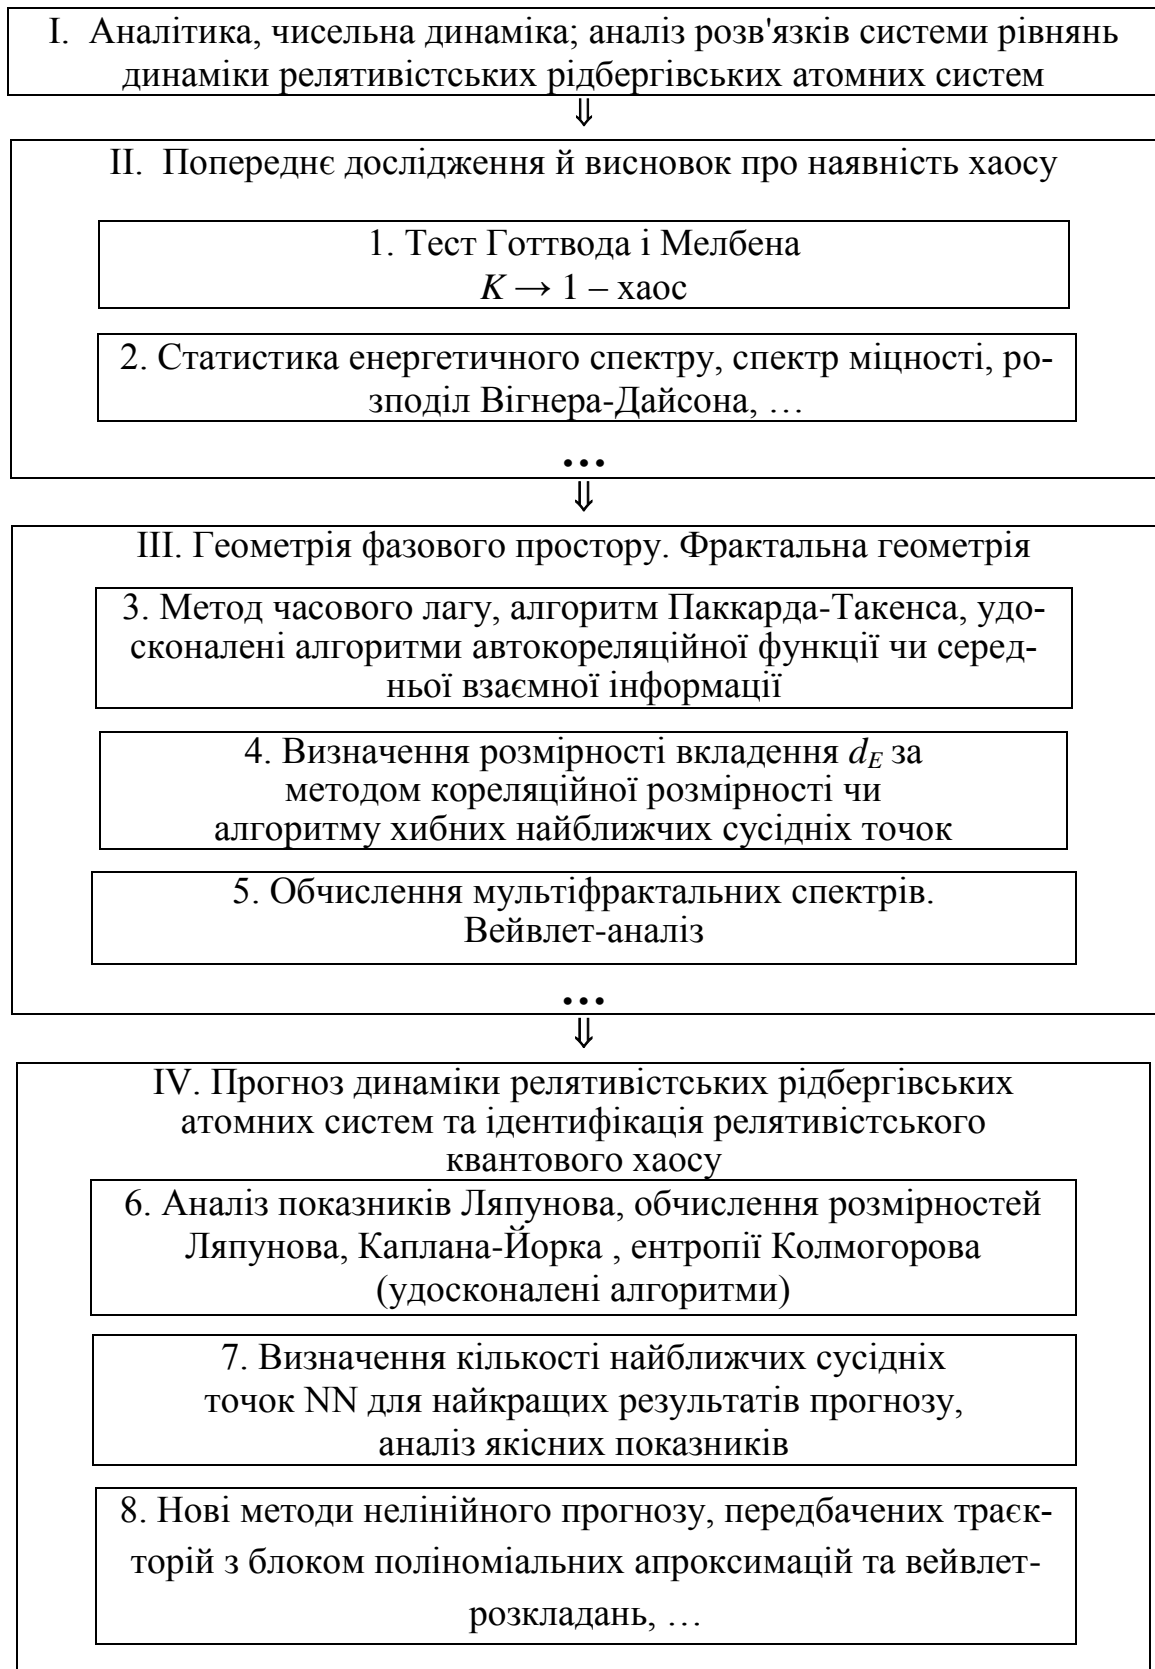 I. Аналітика, чисельна динаміка; аналіз розв'язків системи рівнянь
динаміки релятивістських рідбергівських атомних систем
⇓
II. Попереднє дослідження й висновок про наявність хаосу
1. Тест Готтвода і Мелбена
K → 1 – хаос
2. Статистика енергетичного спектру, спектр міцності, ро-
зподіл Вігнера-Дайсона, …
…
⇓
III. Геометрія фазового простору. Фрактальна геометрія
3. Метод часового лагу, алгоритм Паккарда-Такенса, удо-
сконалені алгоритми автокореляційної функції чи серед-
ньої взаємної інформації
4. Визначення розмірності вкладення d_E за
методом кореляційної розмірності чи
алгоритму хибних найближчих сусідніх точок
5. Обчислення мультіфрактальних спектрів.
Вейвлет-аналіз
…
⇓
IV. Прогноз динаміки релятивістських рідбергівських
атомних систем та ідентифікація релятивістського
квантового хаосу
6. Аналіз показників Ляпунова, обчислення розмірностей
Ляпунова, Каплана-Йорка , ентропії Колмогорова
(удосконалені алгоритми)
7. Визначення кількості найближчих сусідніх
точок NN для найкращих результатів прогнозу,
аналіз якісних показників
8. Нові методи нелінійного прогнозу, передбачених траєк-
торій з блоком поліноміальних апроксимацій та вейвлет-
розкладань, …